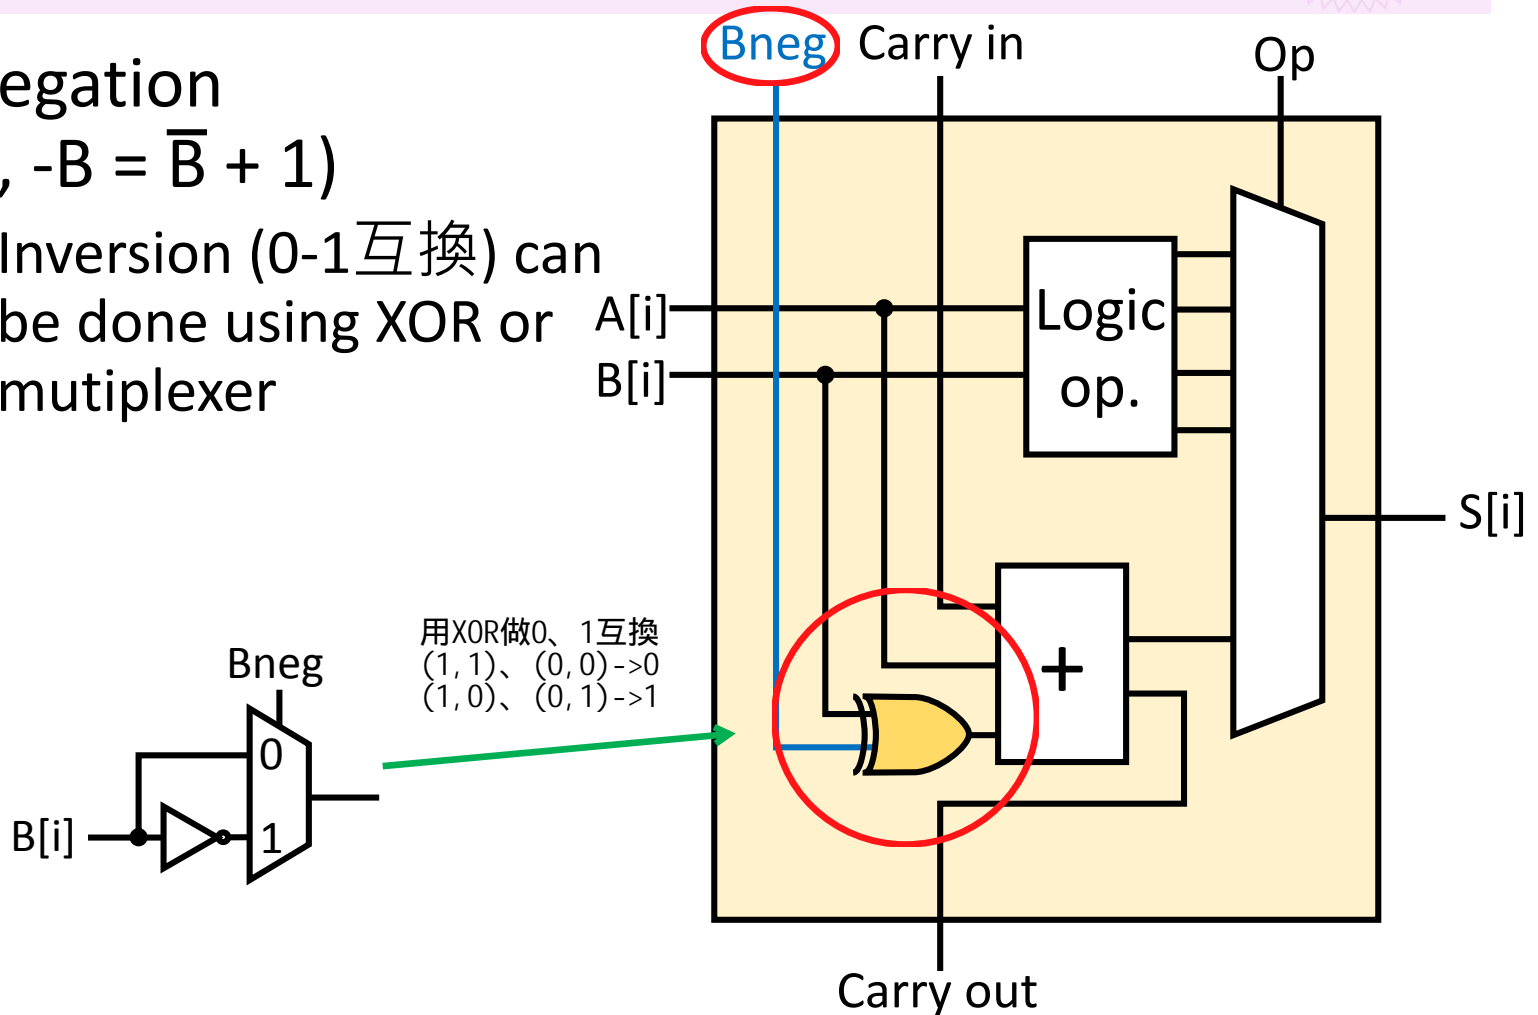 egation
, -B = B̅ + 1)
Inversion (0-1互換) can
be done using XOR or
mutiplexer
Bneg
Carry in
Op
A[i]
B[i]
Logic
op.
S[i]
+
用XOR做0、1互換
(1,1)、(0,0)->0
(1,0)、(0,1)->1
Bneg
0
B[i]
1
Carry out